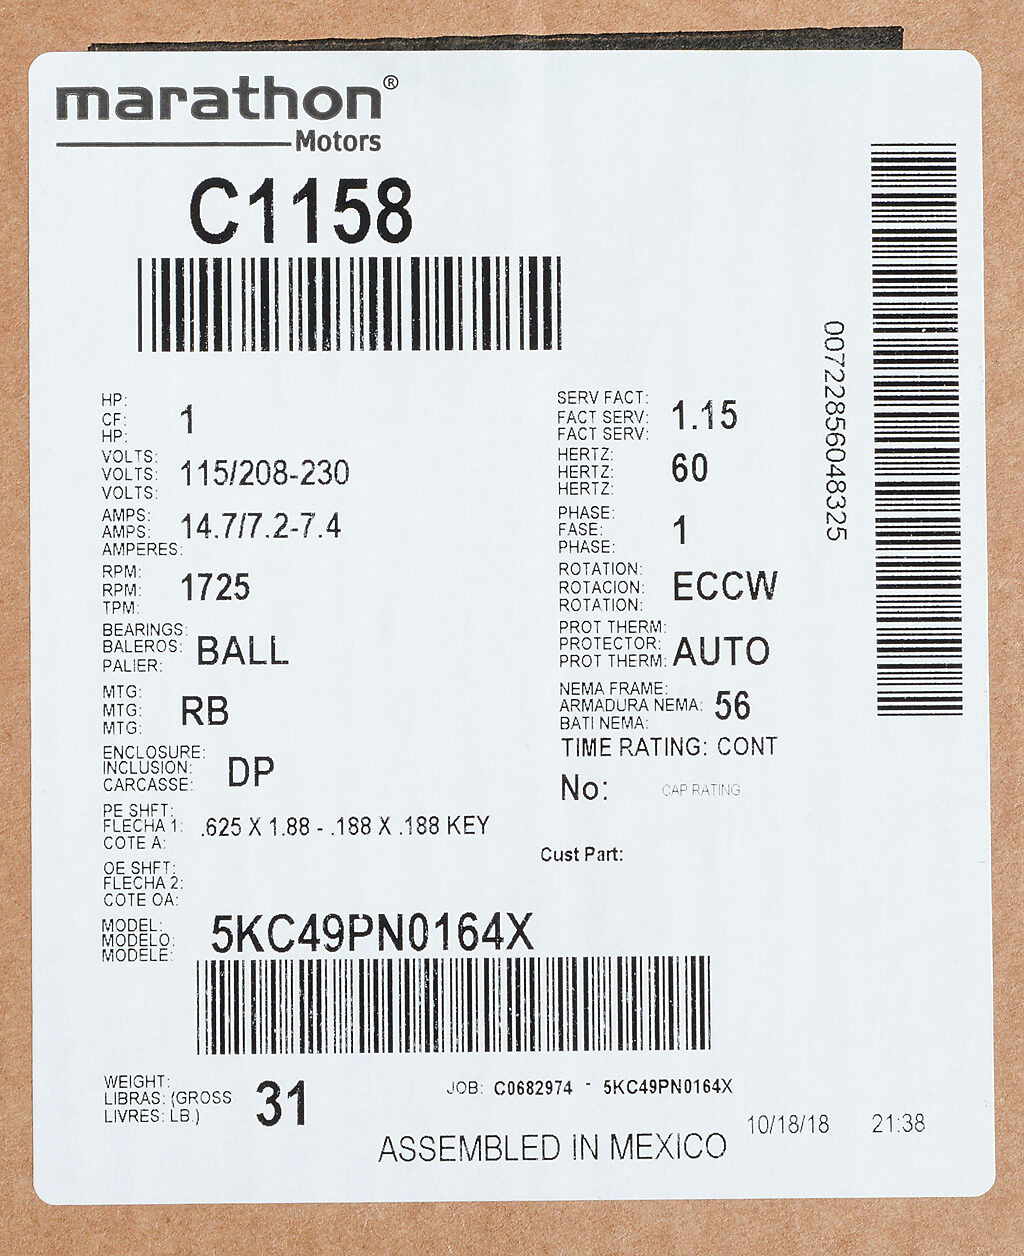 marathon®
Motors
C1158
HP:
CF: 1
HP:
VOLTS:
VOLTS: 115/208-230
VOLTS:
AMPS:
AMPS: 14.7/7.2-7.4
AMPERES:
RPM:
RPM: 1725
TPM:
BEARINGS:
BALEROS: BALL
PALIER:
MTG:
MTG: RB
MTG:
ENCLOSURE:
INCLUSION: DP
CARCASSE:
PE SHFT:
FLECHA 1: .625 X 1.88 - .188 X .188 KEY
COTE A:
OE SHFT:
FLECHA 2:
COTE OA:
SERV FACT:
FACT SERV: 1.15
FACT SERV:
HERTZ:
HERTZ: 60
HERTZ:
PHASE:
FASE: 1
PHASE:
ROTATION:
ROTACION: ECCW
ROTATION:
PROT THERM:
PROTECTOR: AUTO
PROT THERM:
NEMA FRAME:
ARMADURA NEMA: 56
BATI NEMA:
TIME RATING: CONT
No: CAP RATING
Cust Part:
00722856048325
MODEL:
MODELO: 5KC49PN0164X
MODELE:
WEIGHT:
LIBRAS: (GROSS 31
LIVRES: LB.)
JOB: C0682974 - 5KC49PN0164X
10/18/18 21:38
ASSEMBLED IN MEXICO